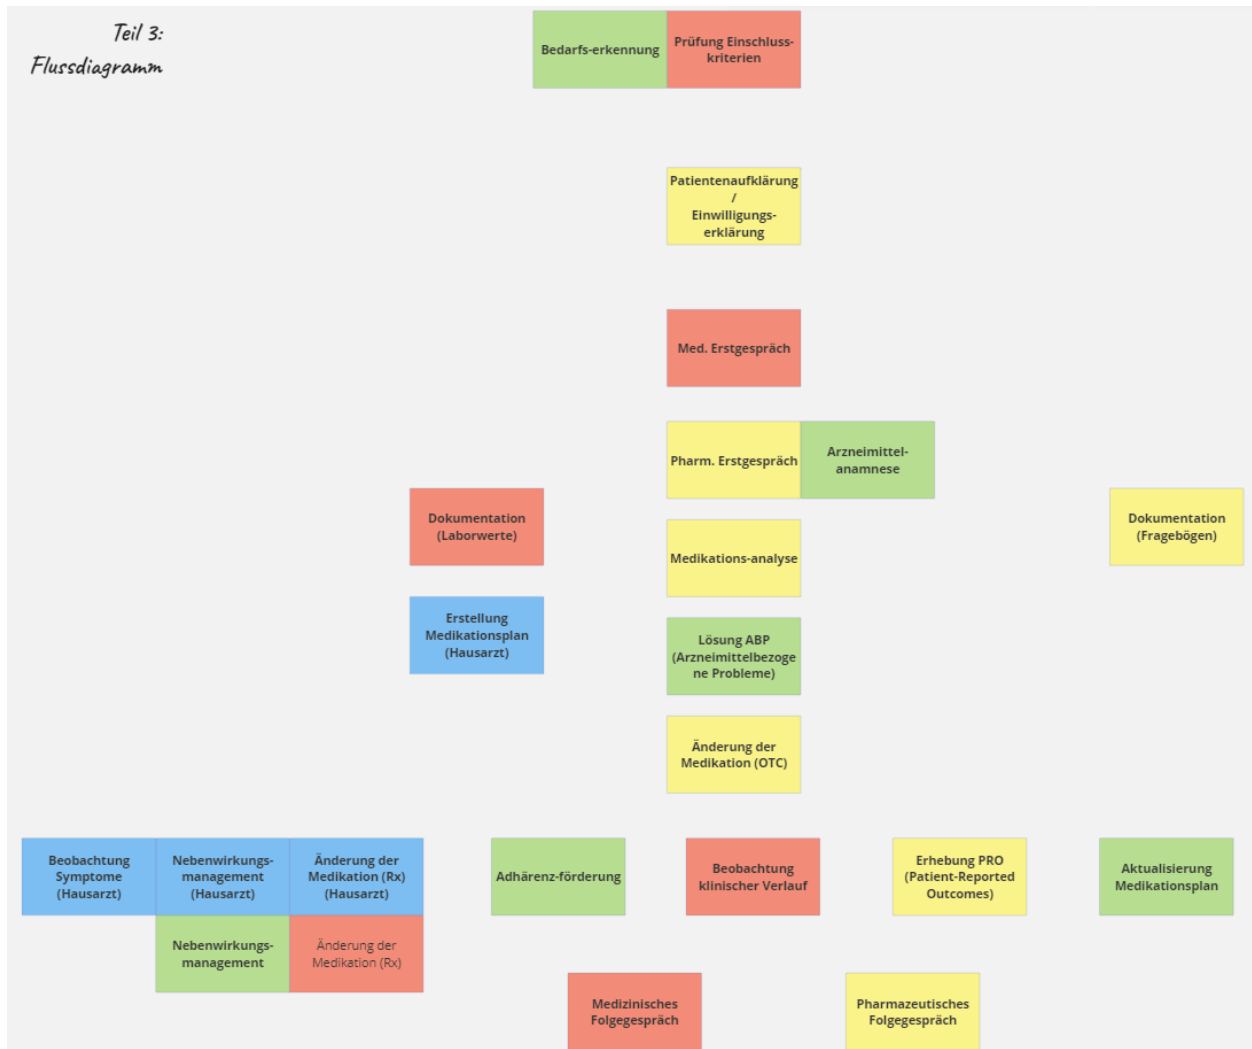 Teil 3:
Flussdiagramm
Bedarfs-erkennung
Prüfung Einschluss-
kriterien
Patientenaufklärung
/
Einwilligungs-
erklärung
Med. Erstgespräch
Pharm. Erstgespräch
Arzneimittel-
anamnese
Dokumentation
(Laborwerte)
Dokumentation
(Fragebögen)
Medikations-analyse
Erstellung
Medikationsplan
(Hausarzt)
Lösung ABP
(Arzneimittelbezoge
ne Probleme)
Änderung der
Medikation (OTC)
Beobachtung
Symptome
(Hausarzt)
Nebenwirkungs-
management
(Hausarzt)
Änderung der
Medikation (Rx)
(Hausarzt)
Adhärenz-förderung
Beobachtung
klinischer Verlauf
Erhebung PRO
(Patient-Reported
Outcomes)
Aktualisierung
Medikationsplan
Nebenwirkungs-
management
Änderung der
Medikation (Rx)
Medizinisches
Folgegespräch
Pharmazeutisches
Folgegespräch